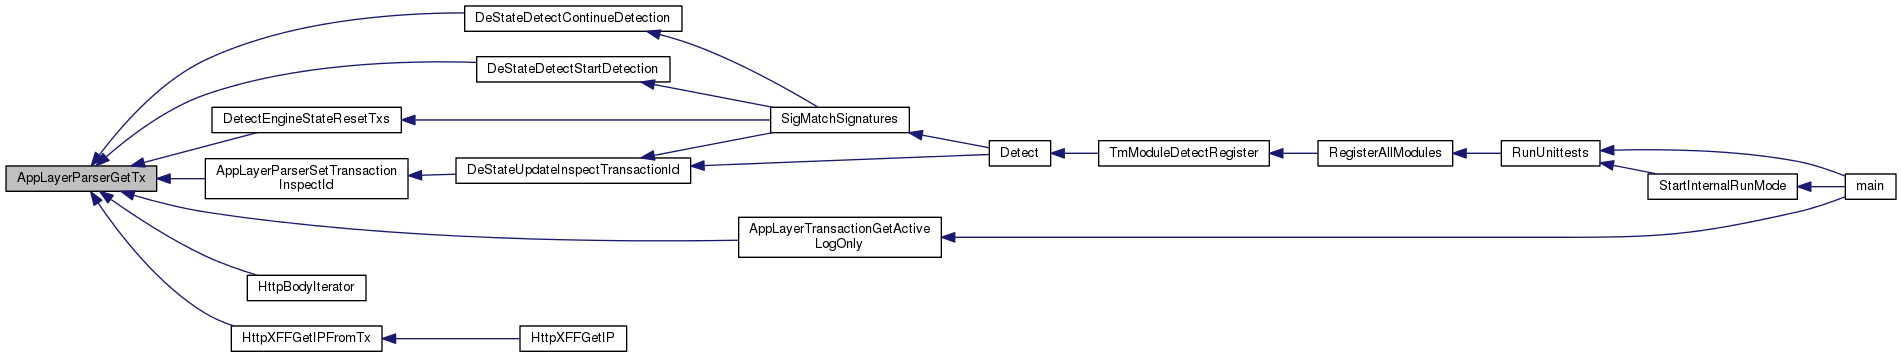 DeStateDetectContinueDetection
DeStateDetectStartDetection
DetectEngineStateResetTxs
SigMatchSignatures
AppLayerParserGetTx
AppLayerParserSetTransaction
InspectId
DeStateUpdateInspectTransactionId
Detect
TmModuleDetectRegister
RegisterAllModules
RunUnittests
StartInternalRunMode
main
AppLayerTransactionGetActive
LogOnly
HttpBodyIterator
HttpXFFGetIPFromTx
HttpXFFGetIP